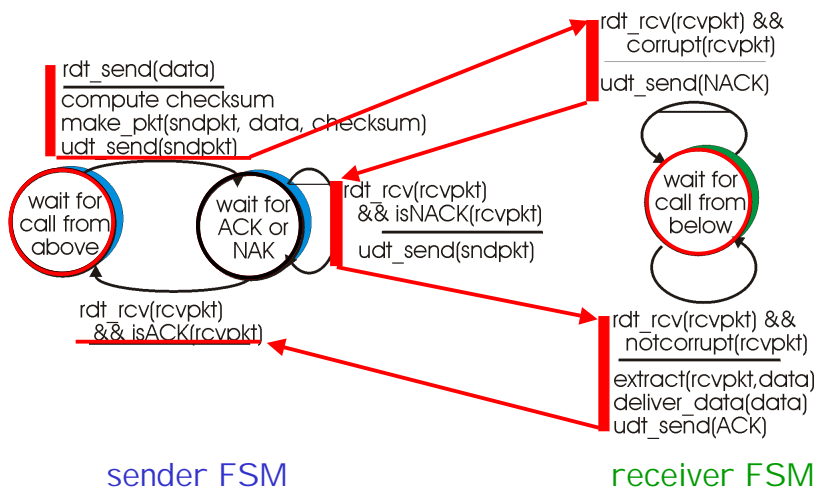 rdt_send(data)
compute checksum
make_pkt(sndpkt, data, checksum)
udt_send(sndpkt)
wait for
call from
above
wait for
ACK or
NAK
rdt_rcv(rcvpkt)
&& isNACK(rcvpkt)
udt_send(sndpkt)
rdt_rcv(rcvpkt)
&& isACK(rcvpkt)
sender FSM
rdt_rcv(rcvpkt) &&
corrupt(rcvpkt)
udt_send(NACK)
wait for
call from
below
rdt_rcv(rcvpkt) &&
notcorrupt(rcvpkt)
extract(rcvpkt,data)
deliver_data(data)
udt_send(ACK)
receiver FSM